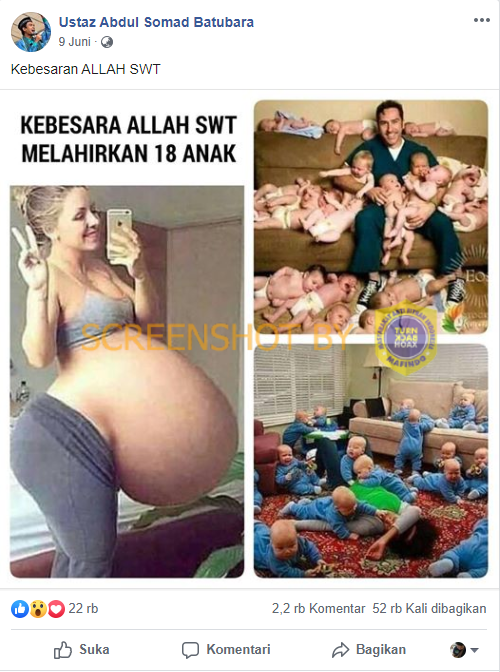 Ustaz Abdul Somad Batubara
9 Juni ·
Kebesaran ALLAH SWT
KEBESARA ALLAH SWT
MELAHIRKAN 18 ANAK
SCREENSHOT BY
TURN
BACK
HOAX
MAFINDO
22 rb
2,2 rb Komentar 52 rb Kali dibagikan
Suka
Komentari
Bagikan